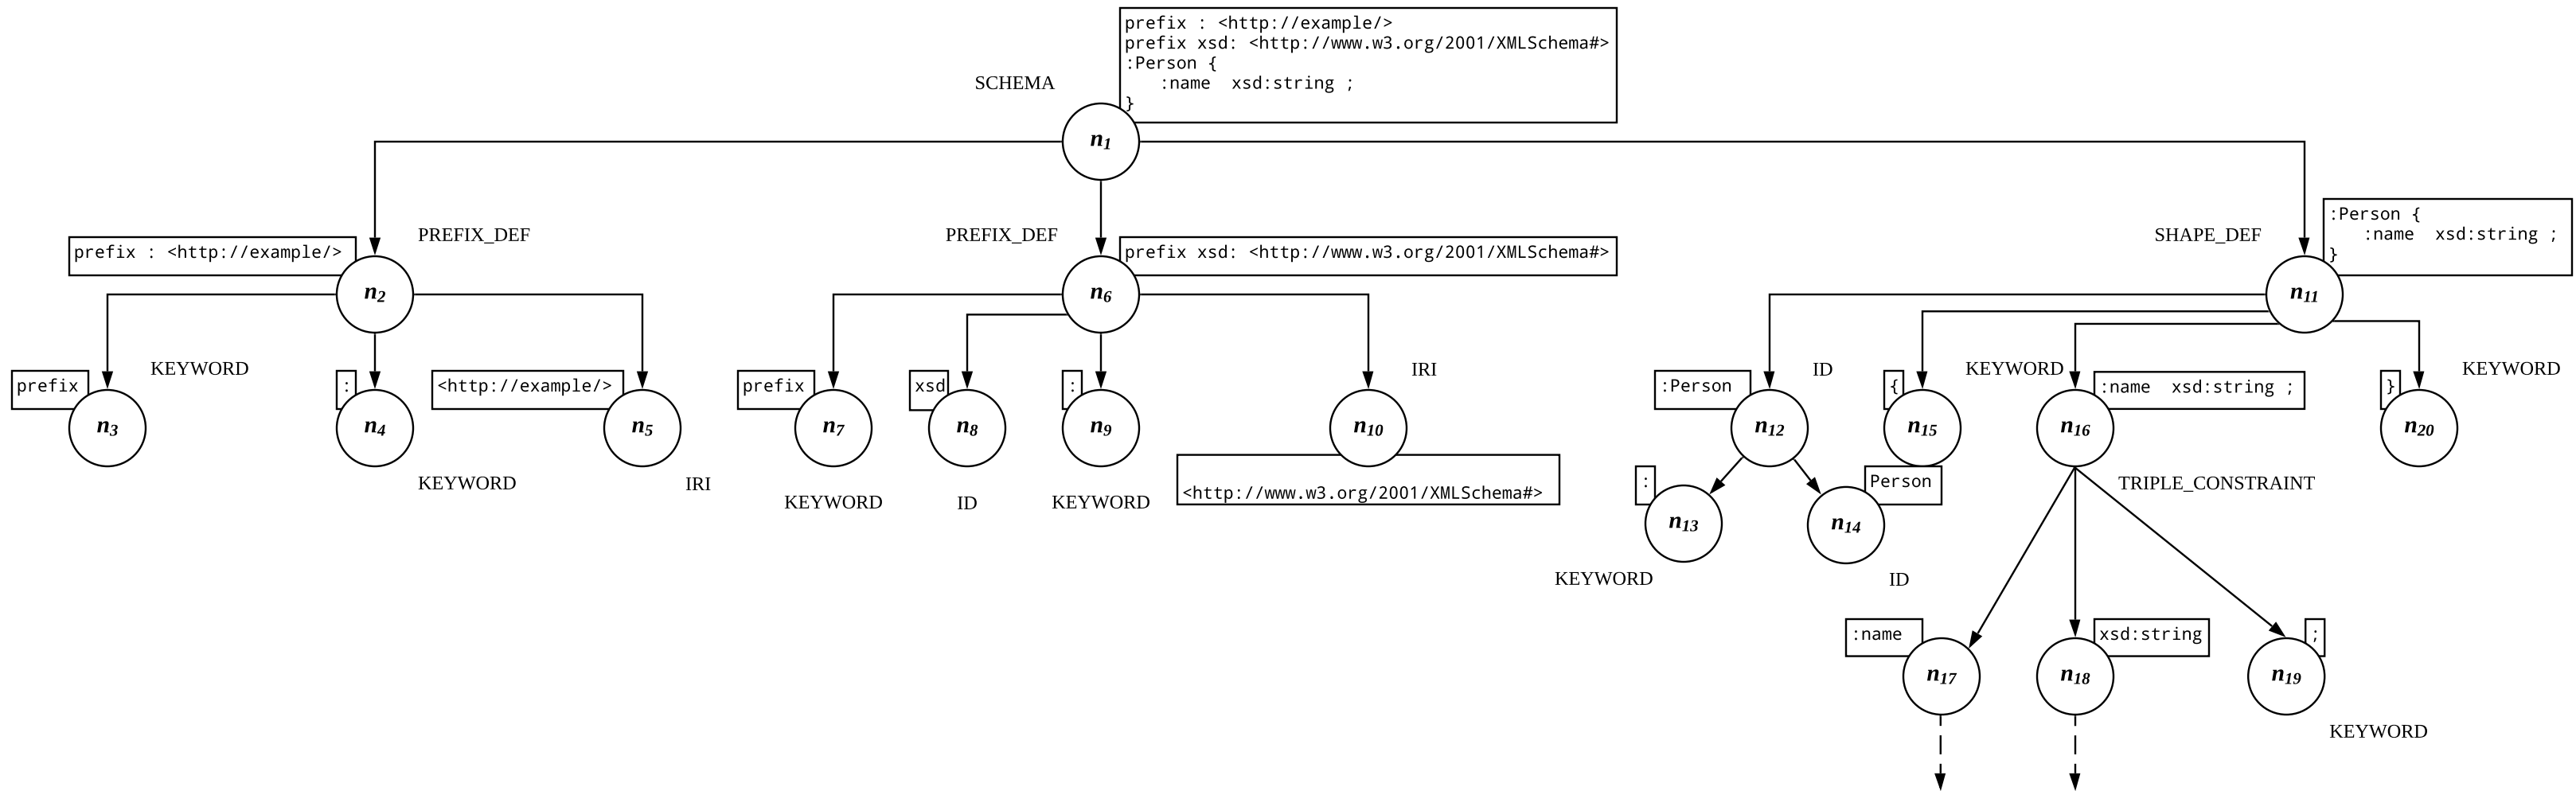 prefix : <http://example/>
prefix xsd: <http://www.w3.org/2001/XMLSchema#>
:Person {
:name  xsd:string ;
}
SCHEMA
n1
PREFIX_DEF
prefix : <http://example/>
n2
PREFIX_DEF
prefix xsd: <http://www.w3.org/2001/XMLSchema#>
n6
SHAPE_DEF
:Person {
:name  xsd:string ;
}
n11
prefix
KEYWORD
n3
:
n4
KEYWORD
<http://example/>
n5
IRI
prefix
n7
KEYWORD
xsd
n8
ID
:
n9
KEYWORD
IRI
n10
<http://www.w3.org/2001/XMLSchema#>
:Person
ID
n12
{
KEYWORD
n15
:name  xsd:string ;
n16
TRIPLE_CONSTRAINT
}
KEYWORD
n20
:
n13
KEYWORD
Person
n14
ID
:name
n17
xsd:string
n18
;
n19
KEYWORD